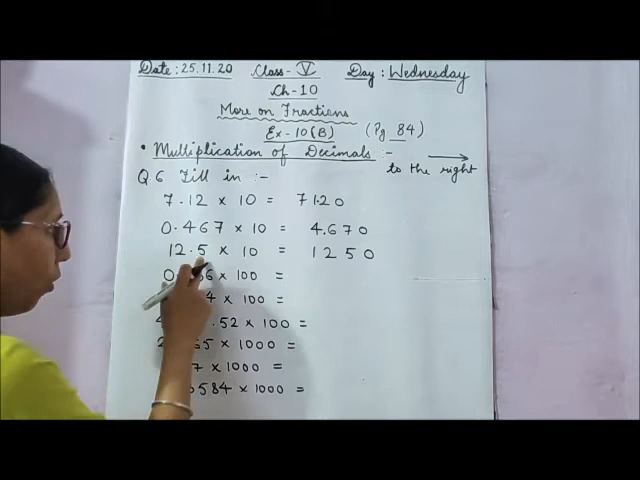 Date: 25.11.20 Class- V Day: Wednesday
Ch-10
More on Fractions
Ex-10(B) (Pg. 84)
• Multiplication of Decimals :- to the right
Q6 Fill in :-
7.12 × 10 = 71.20
0.467 × 10 = 4.670
12.5 × 10 = 1250
× 100 =
× 100 =
.52 × 100 =
× 1000 =
× 1000 =
584 × 1000 =